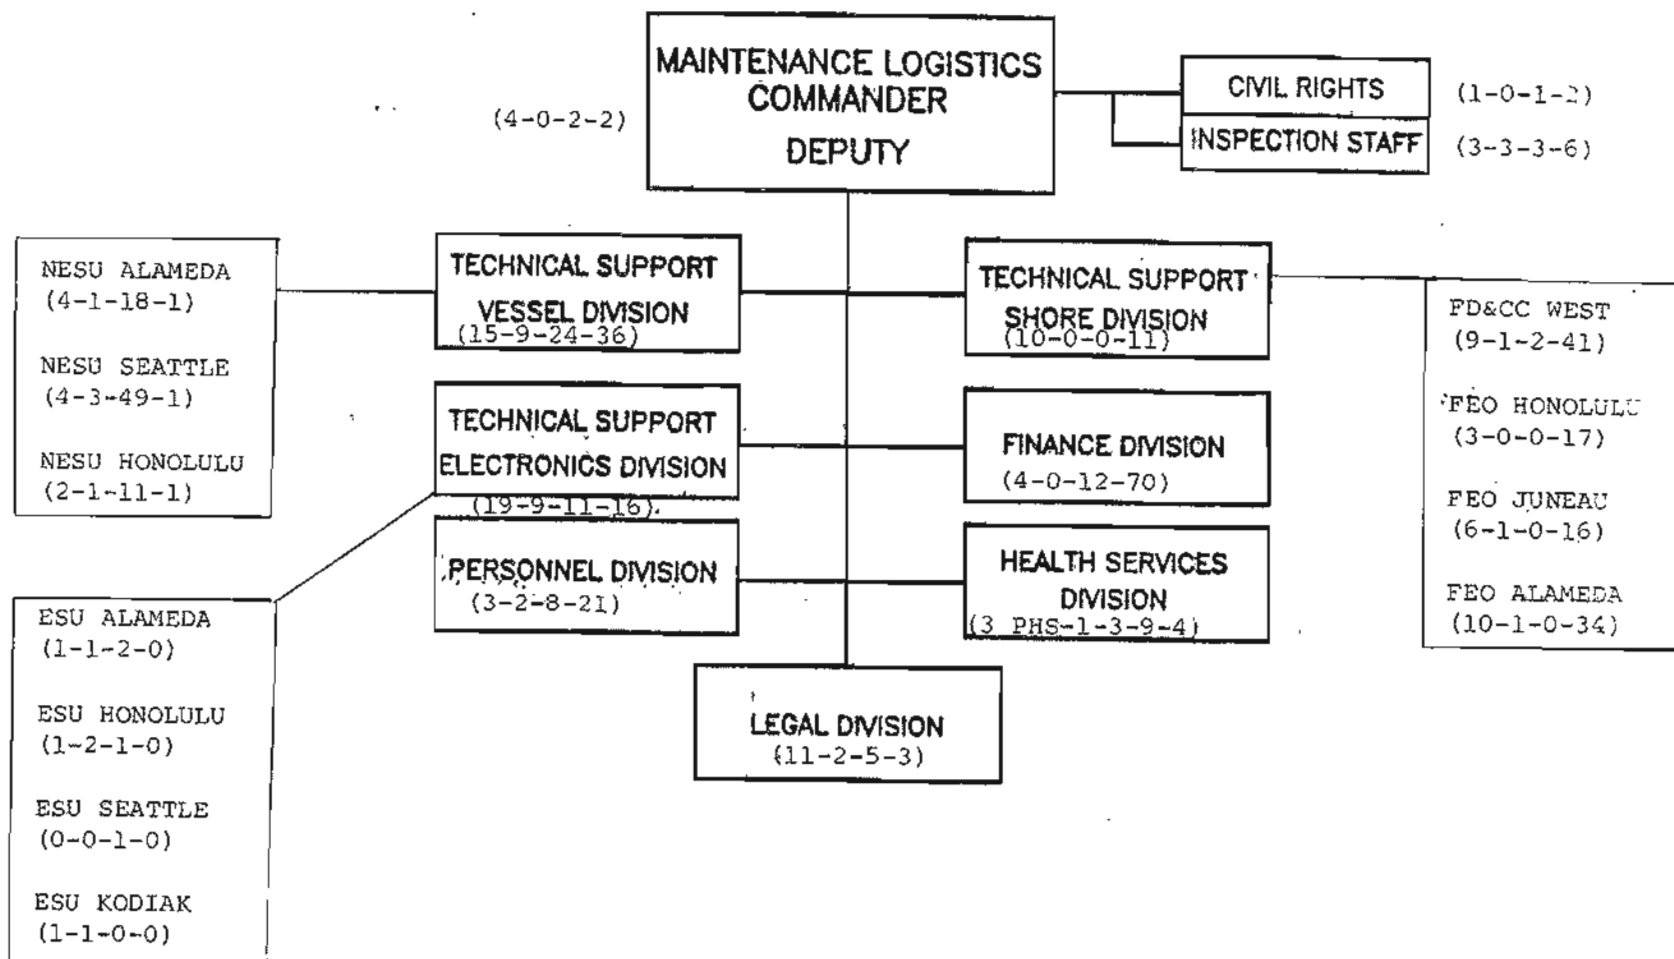 MAINTENANCE LOGISTICS
COMMANDER
DEPUTY
(4-0-2-2)
CIVIL RIGHTS
(1-0-1-2)
INSPECTION STAFF
(3-3-3-6)
NESU ALAMEDA
(4-1-18-1)
NESU SEATTLE
(4-3-49-1)
NESU HONOLULU
(2-1-11-1)
TECHNICAL SUPPORT
VESSEL DIVISION
(15-9-24-36)
TECHNICAL SUPPORT
SHORE DIVISION
(10-0-0-11)
FD&CC WEST
(9-1-2-41)
FEO HONOLULU
(3-0-0-17)
FEO JUNEAU
(6-1-0-16)
FEO ALAMEDA
(10-1-0-34)
TECHNICAL SUPPORT
ELECTRONICS DIVISION
(19-9-11-16)
FINANCE DIVISION
(4-0-12-70)
PERSONNEL DIVISION
(3-2-8-21)
HEALTH SERVICES
DIVISION
(3 PHS-1-3-9-4)
ESU ALAMEDA
(1-1-2-0)
ESU HONOLULU
(1-2-1-0)
ESU SEATTLE
(0-0-1-0)
ESU KODIAK
(1-1-0-0)
LEGAL DIVISION
(11-2-5-3)